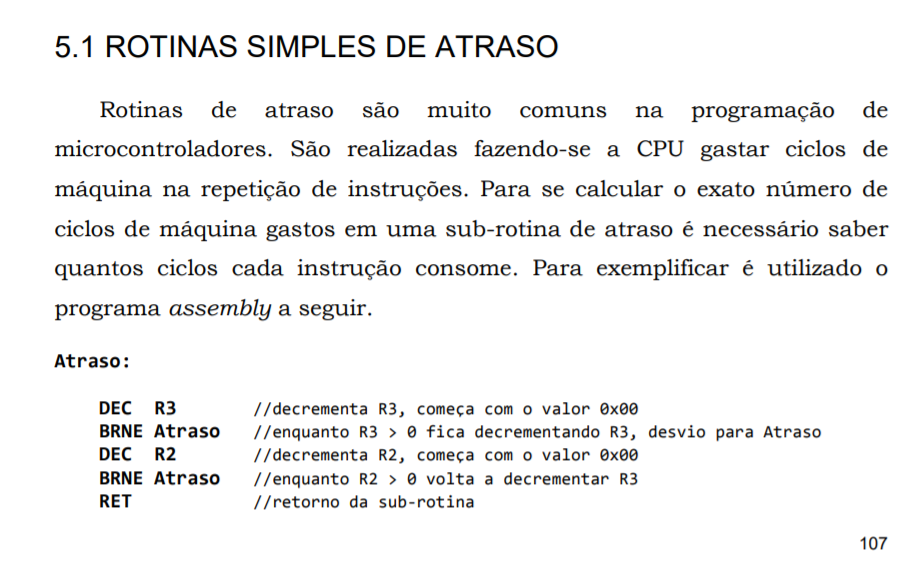 5.1 ROTINAS SIMPLES DE ATRASO
Rotinas de atraso são muito comuns na programação de
microcontroladores. São realizadas fazendo-se a CPU gastar ciclos de
máquina na repetição de instruções. Para se calcular o exato número de
ciclos de máquina gastos em uma sub-rotina de atraso é necessário saber
quantos ciclos cada instrução consome. Para exemplificar é utilizado o
programa assembly a seguir.
Atraso:
DEC R3 //decrementa R3, começa com o valor 0x00
BRNE Atraso //enquanto R3 > 0 fica decrementando R3, desvio para Atraso
DEC R2 //decrementa R2, começa com o valor 0x00
BRNE Atraso //enquanto R2 > 0 volta a decrementar R3
RET //retorno da sub-rotina
107